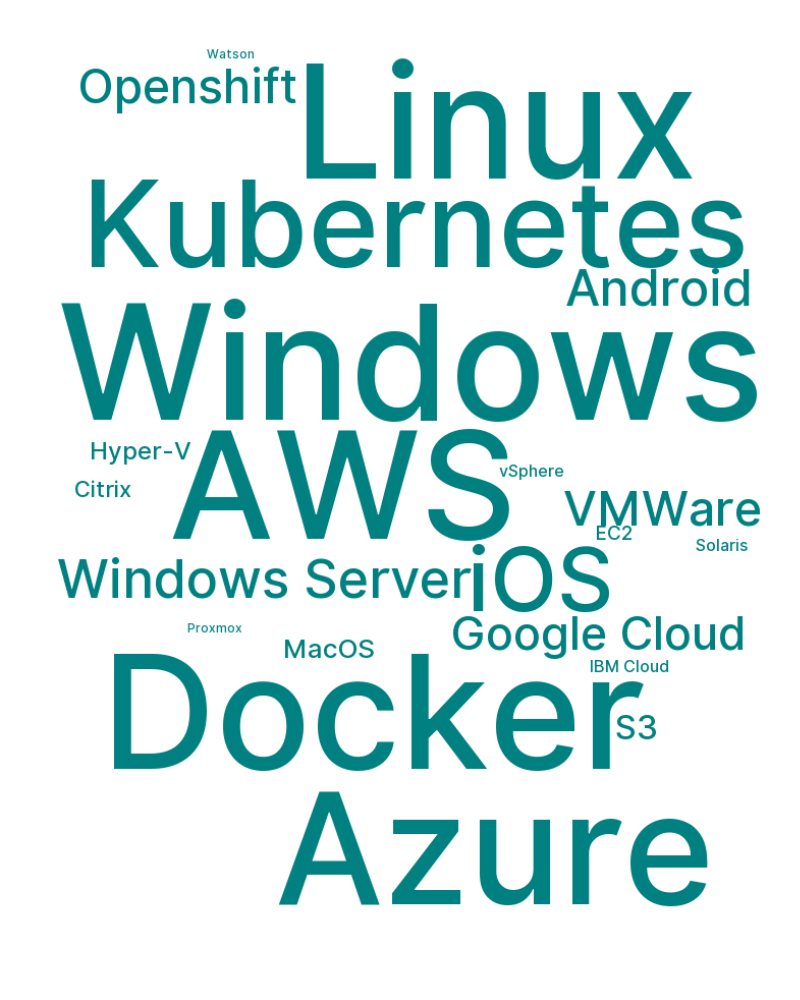 Watson
Openshift
Linux
Kubernetes
Android
Windows
AWS
Hyper-V
vSphere
Citrix
VMWare
EC2
Solaris
Windows Server
iOS
Proxmox
Google Cloud
MacOS
IBM Cloud
Docker
S3
Azure